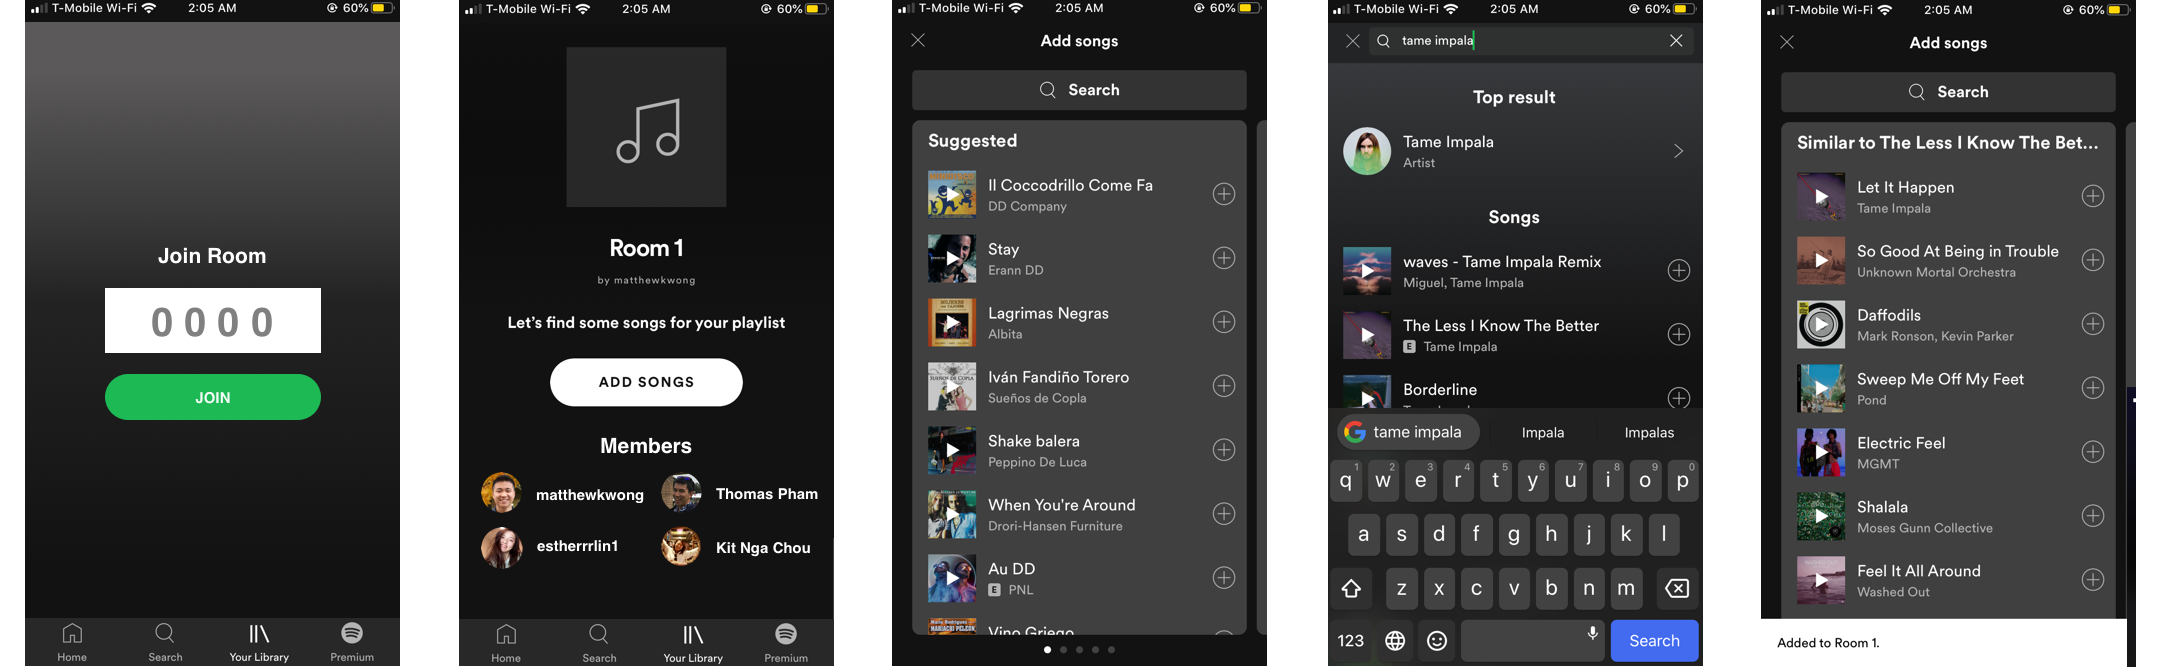 T-Mobile Wi-Fi 2:05 AM 60%
Join Room
0000
JOIN
Home Search Your Library Premium
T-Mobile Wi-Fi 2:05 AM 60%
Room 1
by matthewkwong
Let's find some songs for your playlist
ADD SONGS
Members
matthewkwong Thomas Pham
estherrrlin1 Kit Nga Chou
Home Search Your Library Premium
T-Mobile Wi-Fi 2:05 AM 60%
Add songs
Search
Suggested
Il Coccodrillo Come Fa
DD Company
Stay
Erann DD
Lagrimas Negras
Albita
Iván Fandiño Torero
Sueños de Copla
Shake balera
Peppino De Luca
When You're Around
Drori-Hansen Furniture
Au DD
E PNL
Vino Griego
T-Mobile Wi-Fi 2:05 AM 60%
tame impala
Top result
Tame Impala
Artist
Songs
waves - Tame Impala Remix
Miguel, Tame Impala
The Less I Know The Better
E Tame Impala
Borderline
tame impala Impala Impalas
1 2 3 4 5 6 7 8 9 0
q w e r t y u i o p
a s d f g h j k l
z x c v b n m
123 Search
T-Mobile Wi-Fi 2:05 AM 60%
Add songs
Search
Similar to The Less I Know The Bet...
Let It Happen
Tame Impala
So Good At Being in Trouble
Unknown Mortal Orchestra
Daffodils
Mark Ronson, Kevin Parker
Sweep Me Off My Feet
Pond
Electric Feel
MGMT
Shalala
Moses Gunn Collective
Feel It All Around
Washed Out
Added to Room 1.